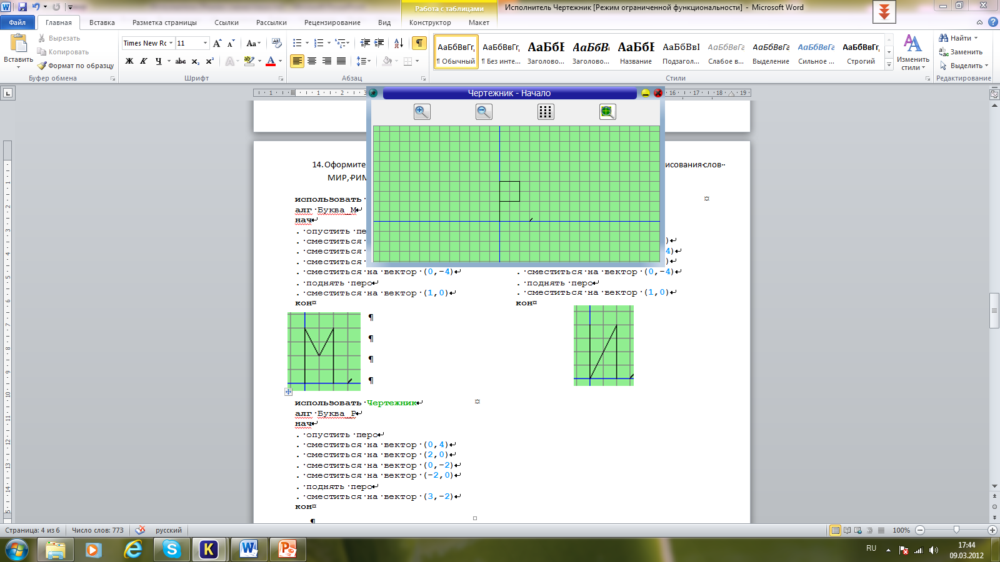 Работа с таблицами
Исполнитель Чертежник [Режим ограниченной функциональности] - Microsoft Word
Файл Главная Вставка Разметка страницы Ссылки Рассылки Рецензирование Вид Конструктор Макет
Вставить
Вырезать
Копировать
Формат по образцу
Буфер обмена
Times New Rc 11
Ж К Ч abc x₂ x² A
Шрифт
Абзац
АаБбВвГг, АаБбВвГг, АаБбЕ АаБбВв АаБбЕ АаБбВвІ АаБбВвГг АаБбВвГг АаБбВвГг АаБбВвГг,
¶ Обычный ¶ Без инте... Заголово... Заголово... Название Подзагол... Слабое в... Выделение Сильное ... Строгий
Стили
Изменить стили
Найти
Заменить
Выделить
Редактирование
Чертежник - Начало
14. Оформите исования слов
МИР, РИМ
использовать
алг Буква_М
нач
. опустить пе
. сместиться )
. сместиться 4)
. сместиться )
. сместиться на вектор (0,-4) . сместиться на вектор (0,-4)
. поднять перо . поднять перо
. сместиться на вектор (1,0) . сместиться на вектор (1,0)
кон кон
использовать Чертежник
алг Буква_Р
нач
. опустить перо
. сместиться на вектор (0,4)
. сместиться на вектор (2,0)
. сместиться на вектор (0,-2)
. сместиться на вектор (-2,0)
. поднять перо
. сместиться на вектор (3,-2)
кон
Страница: 4 из 6 Число слов: 773 русский 100%
RU 17:44
09.03.2012